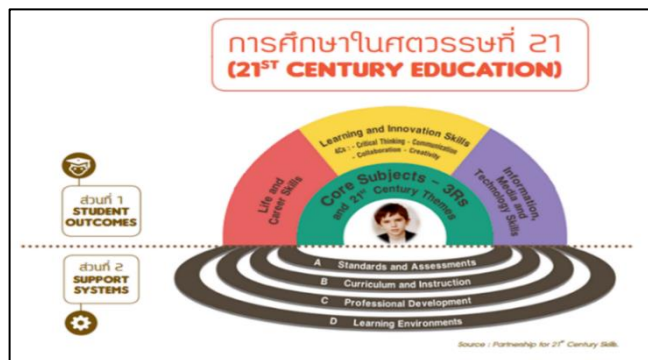 การศึกษาในศตวรรษที่ 21
(21ST CENTURY EDUCATION)
Learning and Innovation Skills
4Cs : - Critical Thinking - Communication
- Collaboration - Creativity
Life and
Career Skills
Core Subjects – 3Rs
and 21st Century Themes
Information,
Media and
Technology Skills
ส่วนที่ 1
STUDENT
OUTCOMES
ส่วนที่ 2
SUPPORT
SYSTEMS
A Standards and Assessments
B Curriculum and Instruction
C Professional Development
D Learning Environments
Source : Partnership for 21st Century Skills.